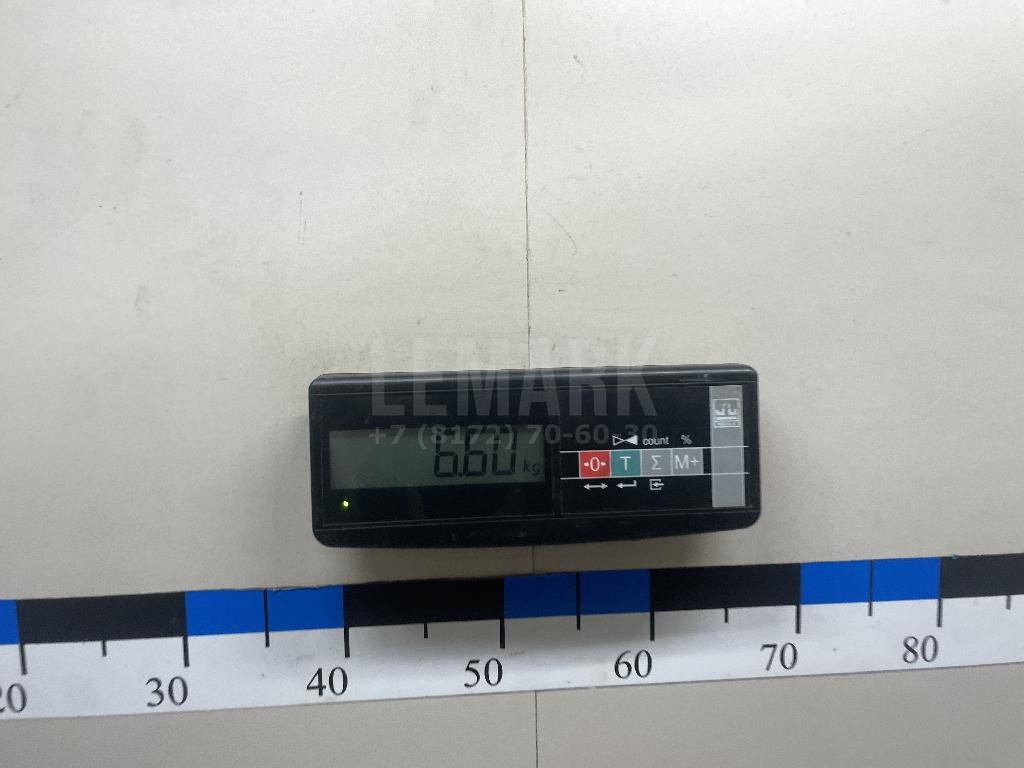 LEMARK
+7 (8172) 70-60-30
count %
6.60 kg
•0• T Σ M+
20 30 40 50 60 70 80